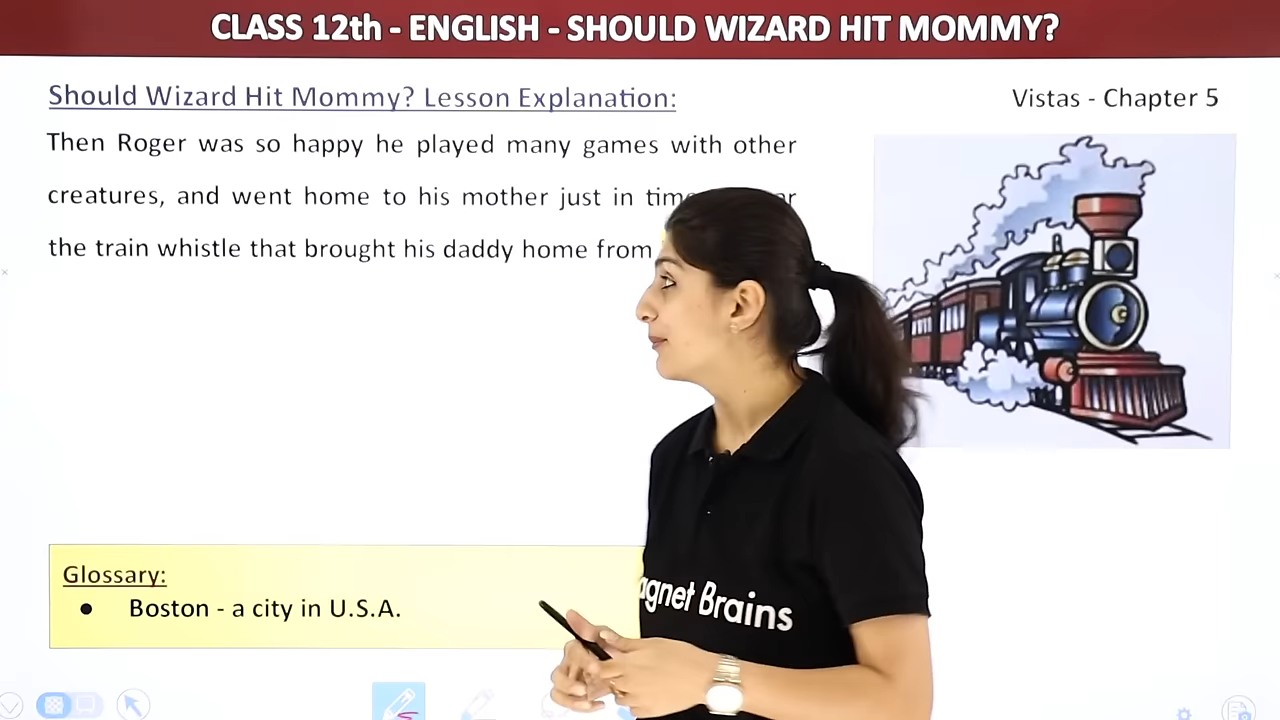 CLASS 12th - ENGLISH - SHOULD WIZARD HIT MOMMY?
Should Wizard Hit Mommy? Lesson Explanation:
Vistas - Chapter 5
Then Roger was so happy he played many games with other
creatures, and went home to his mother just in
the train whistle that brought his daddy home from
Glossary:
● Boston - a city in U.S.A.
Brains